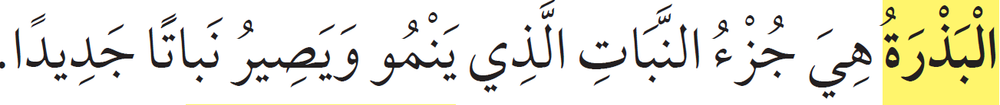 الْبَذْرَةُ هِيَ جُزْءُ النَّبَاتِ الَّذِي يَنْمُو وَيَصِيرُ نَباتًا جَدِيدًا.